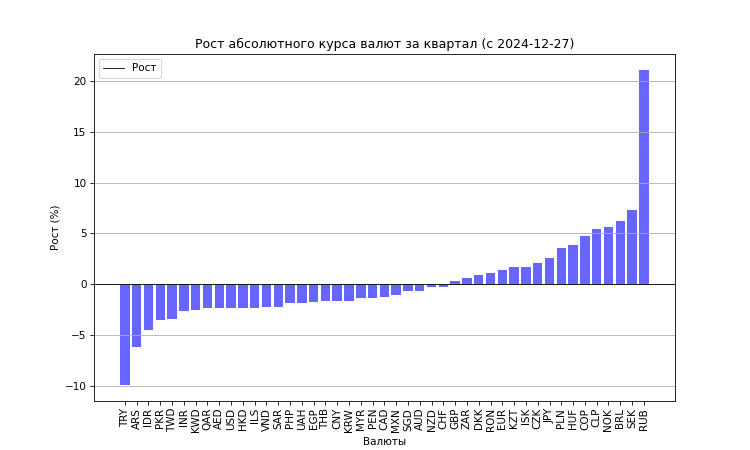 Рост абсолютного курса валют за квартал (с 2024-12-27)
Рост
20
15
10
5
0
−5
−10
Рост (%)
TRY ARS IDR PKR TWD INR KWD QAR AED USD HKD ILS VND SAR PHP UAH EGP THB CNY KRW MYR PEN CAD MXN SGD AUD NZD CHF GBP ZAR DKK RON EUR KZT ISK CZK JPY PLN HUF COP CLP NOK BRL SEK RUB
Валюты